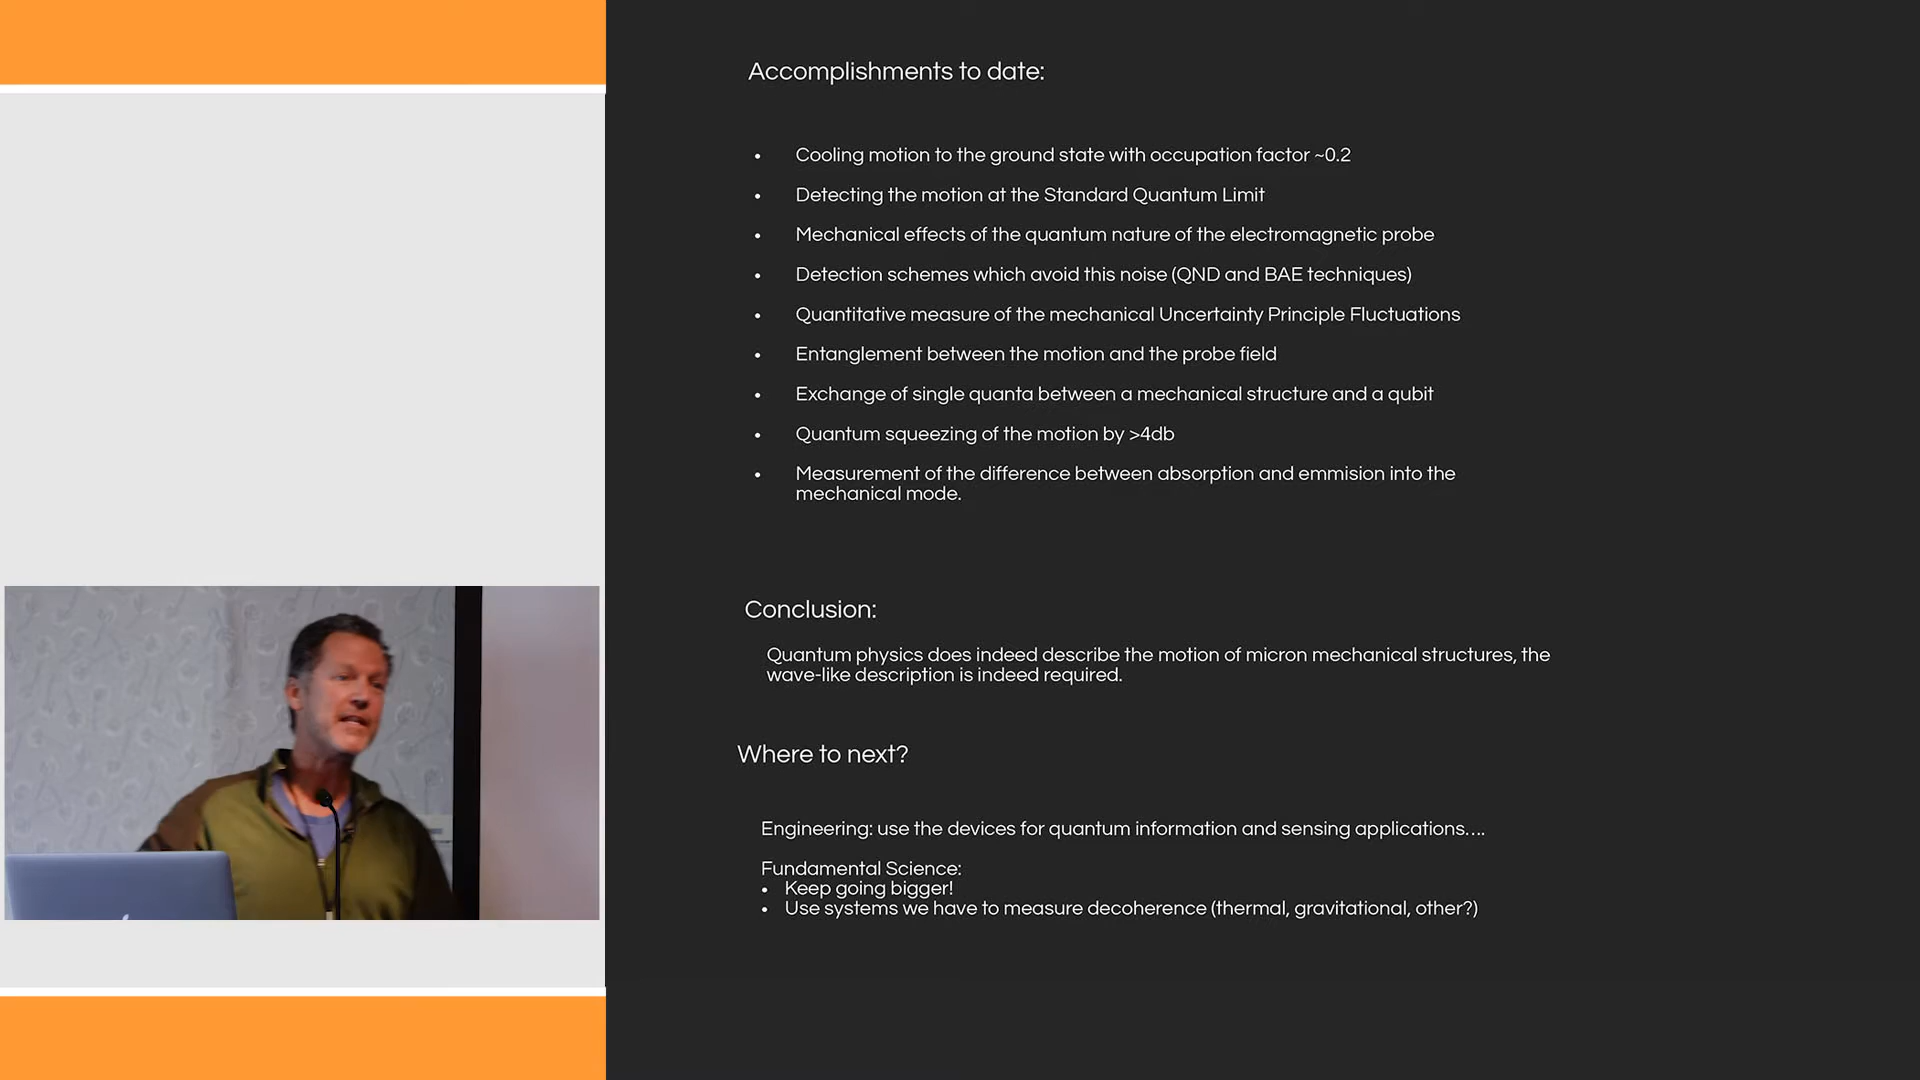 Accomplishments to date:
• Cooling motion to the ground state with occupation factor ~0.2
• Detecting the motion at the Standard Quantum Limit
• Mechanical effects of the quantum nature of the electromagnetic probe
• Detection schemes which avoid this noise (QND and BAE techniques)
• Quantitative measure of the mechanical Uncertainty Principle Fluctuations
• Entanglement between the motion and the probe field
• Exchange of single quanta between a mechanical structure and a qubit
• Quantum squeezing of the motion by >4db
• Measurement of the difference between absorption and emmision into the
mechanical mode.
Conclusion:
Quantum physics does indeed describe the motion of micron mechanical structures, the
wave-like description is indeed required.
Where to next?
Engineering: use the devices for quantum information and sensing applications....
Fundamental Science:
• Keep going bigger!
• Use systems we have to measure decoherence (thermal, gravitational, other?)